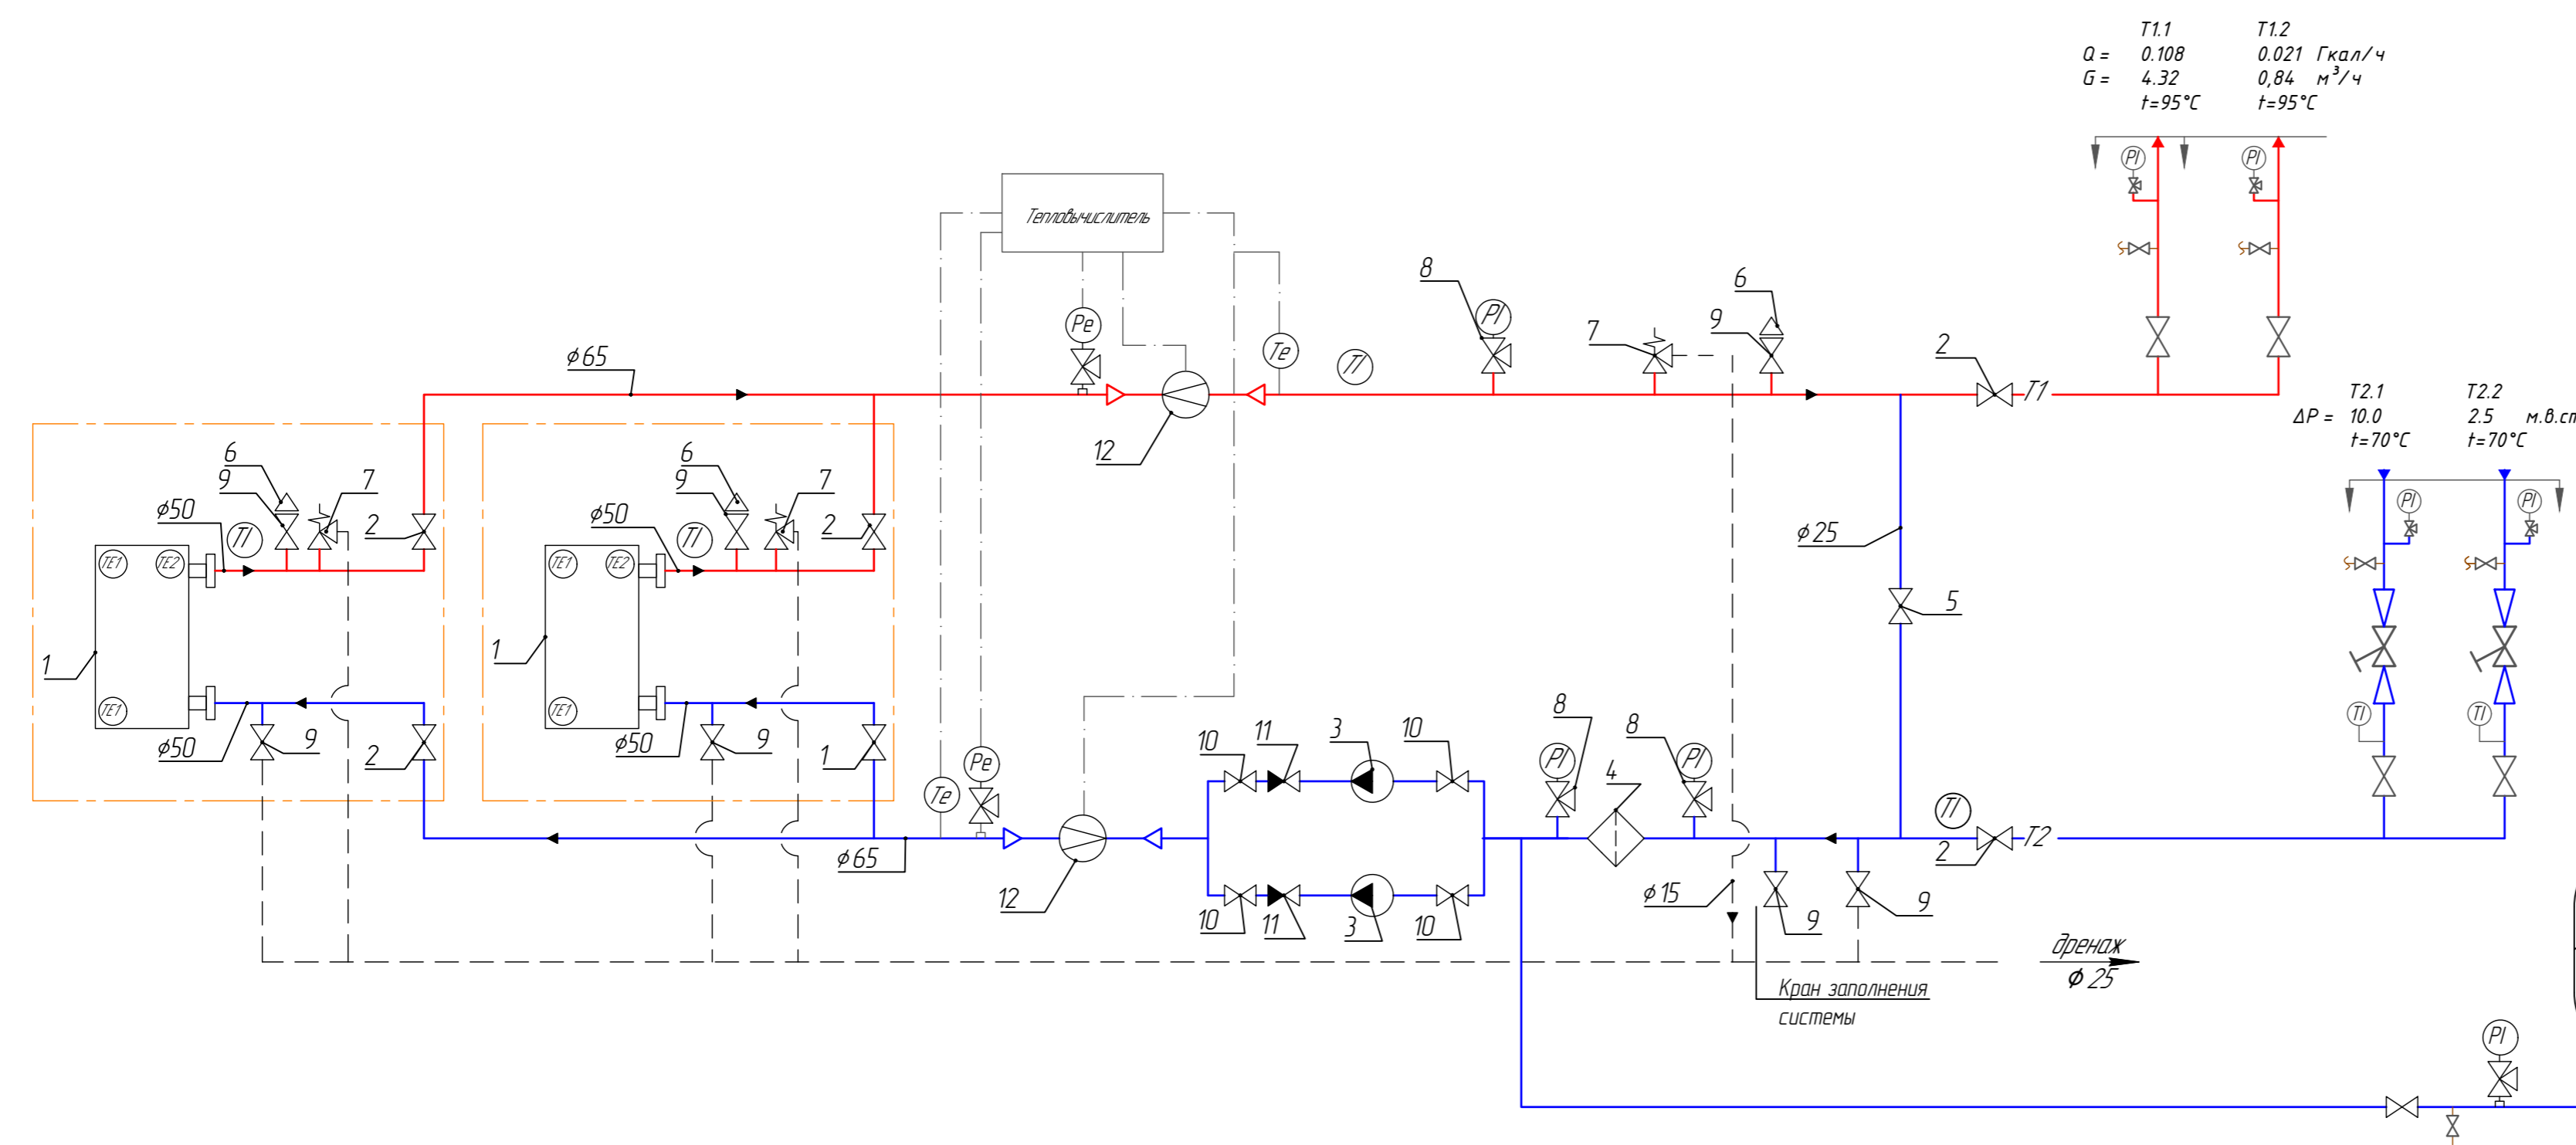 T1.1 T1.2
Q = 0.108 0.021 Гкал/ч
G = 4.32 0,84 м³/ч
t=95°C t=95°C
PI PI
Тепловычислитель
8
6
Pe
PI
7
9
2
Te
TI
ϕ65
T1
12
T2.1 T2.2
ΔP = 10.0 2.5
t=70°C t=70°C
PI PI
6
9
7
ϕ50
TI
2
TE1 TE2
6
9
7
ϕ50
TI
2
TE1 TE2
ϕ25
5
1
TE1
ϕ50
9
2
1
TE1
ϕ50
9
1
TI TI
Te
Pe
10 11 3 10
8
PI
8
PI
4
TI
2
T2
ϕ65
12
10 11 3 10
ϕ15
9
9
дренаж
ϕ 25
Кран заполнения
системы
PI